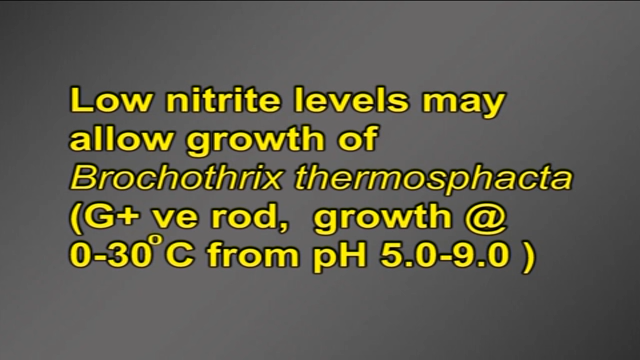 Low nitrite levels may
allow growth of
Brochothrix thermosphacta
(G+ ve rod,  growth @
0-30°C from pH 5.0-9.0 )